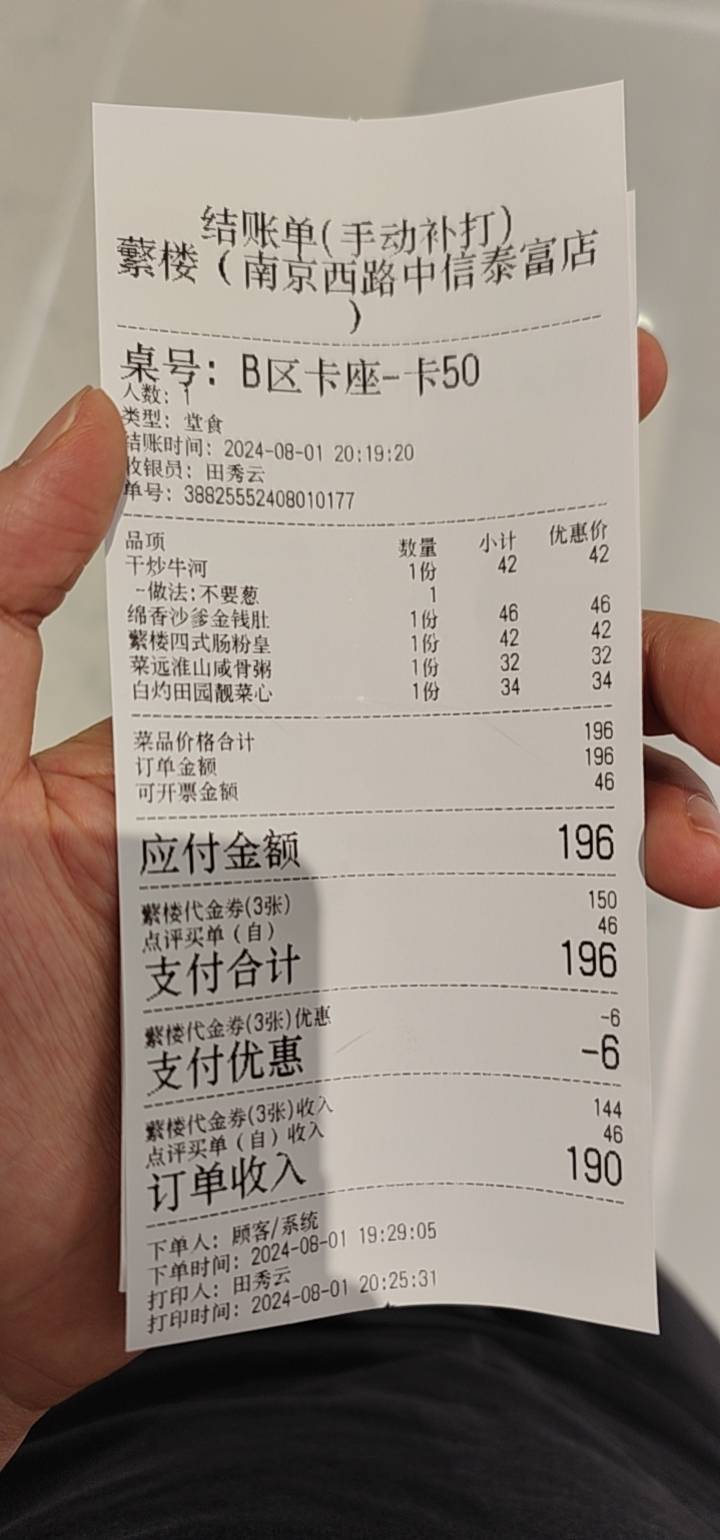 结账单(手动补打)
蘩楼（南京西路中信泰富店
）
桌号: B区卡座-卡50
人数: 1
类型: 堂食
结账时间: 2024-08-01 20:19:20
收银员: 田秀云
单号: 38825552408010177
品项 数量 小计 优惠价
干炒牛河 1份 42 42
-做法:不要葱 1
绵香沙爹金钱肚 1份 46 46
蘩楼四式肠粉皇 1份 42 42
菜远淮山咸骨粥 1份 32 32
白灼田园靓菜心 1份 34 34
菜品价格合计 196
订单金额 196
可开票金额 46
应付金额 196
蘩楼代金券(3张) 150
点评买单（自） 46
支付合计 196
蘩楼代金券(3张)优惠 -6
支付优惠 -6
蘩楼代金券(3张)收入 144
点评买单（自）收入 46
订单收入 190
下单人: 顾客/系统
下单时间: 2024-08-01 19:29:05
打印人: 田秀云
打印时间: 2024-08-01 20:25:31